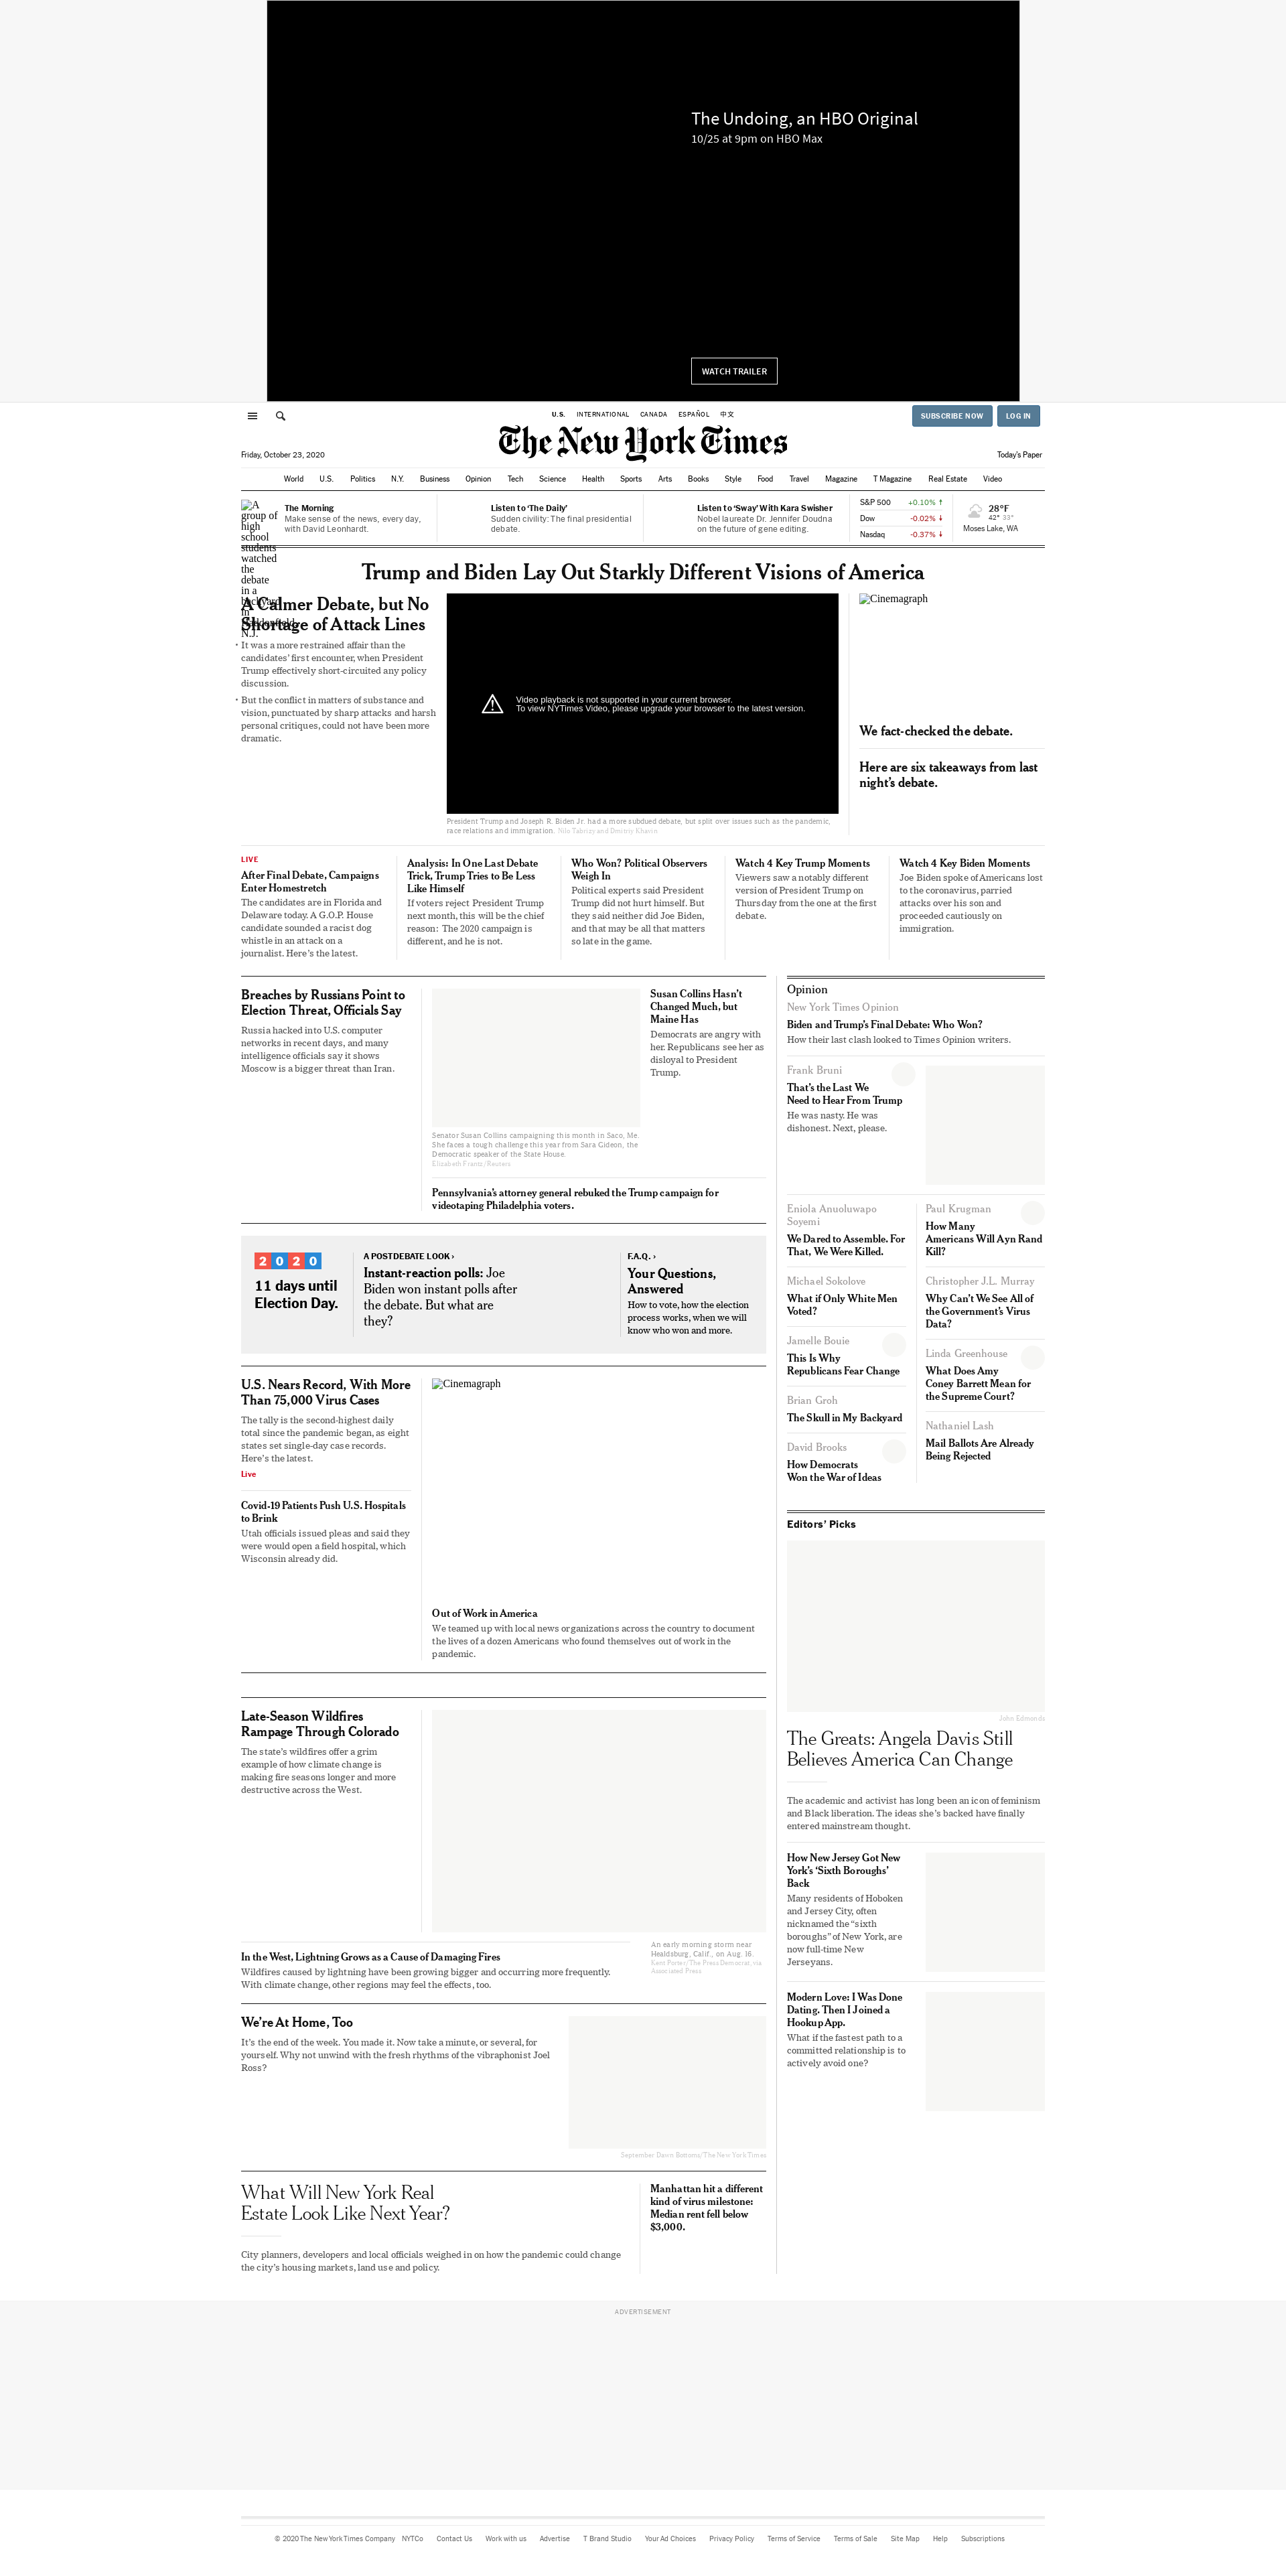 The Undoing, an HBO Original
10/25 at 9pm on HBO Max
WATCH TRAILER
U.S. INTERNATIONAL CANADA ESPAÑOL 中文
SUBSCRIBE NOW LOG IN
The New York Times
Friday, October 23, 2020
Today's Paper
World U.S. Politics N.Y. Business Opinion Tech Science Health Sports Arts Books Style Food Travel Magazine T Magazine Real Estate Video
A group of high school students watched the debate in a backyard in Haddonfield, N.J.
The Morning
Make sense of the news, every day,
with David Leonhardt.
Listen to ‘The Daily’
Sudden civility: The final presidential
debate.
Listen to ‘Sway’ With Kara Swisher
Nobel laureate Dr. Jennifer Doudna
on the future of gene editing.
S&P 500 +0.10%
Dow -0.02%
Nasdaq -0.37%
28°F
42° 33°
Moses Lake, WA
Trump and Biden Lay Out Starkly Different Visions of America
A Calmer Debate, but No
Shortage of Attack Lines
• It was a more restrained affair than the
candidates’ first encounter, when President
Trump effectively short-circuited any policy
discussion.
• But the conflict in matters of substance and
vision, punctuated by sharp attacks and harsh
personal critiques, could not have been more
dramatic.
Video playback is not supported in your current browser.
To view NYTimes Video, please upgrade your browser to the latest version.
President Trump and Joseph R. Biden Jr. had a more subdued debate, but split over issues such as the pandemic,
race relations and immigration. Nilo Tabrizy and Dmitriy Khavin
Cinemagraph
We fact-checked the debate.
Here are six takeaways from last
night’s debate.
LIVE
After Final Debate, Campaigns
Enter Homestretch
The candidates are in Florida and
Delaware today. A G.O.P. House
candidate sounded a racist dog
whistle in an attack on a
journalist. Here’s the latest.
Analysis: In One Last Debate
Trick, Trump Tries to Be Less
Like Himself
If voters reject President Trump
next month, this will be the chief
reason: The 2020 campaign is
different, and he is not.
Who Won? Political Observers
Weigh In
Political experts said President
Trump did not hurt himself. But
they said neither did Joe Biden,
and that may be all that matters
so late in the game.
Watch 4 Key Trump Moments
Viewers saw a notably different
version of President Trump on
Thursday from the one at the first
debate.
Watch 4 Key Biden Moments
Joe Biden spoke of Americans lost
to the coronavirus, parried
attacks over his son and
proceeded cautiously on
immigration.
Breaches by Russians Point to
Election Threat, Officials Say
Russia hacked into U.S. computer
networks in recent days, and many
intelligence officials say it shows
Moscow is a bigger threat than Iran.
Senator Susan Collins campaigning this month in Saco, Me.
She faces a tough challenge this year from Sara Gideon, the
Democratic speaker of the State House.
Elizabeth Frantz/Reuters
Susan Collins Hasn’t
Changed Much, but
Maine Has
Democrats are angry with
her. Republicans see her as
disloyal to President
Trump.
Pennsylvania’s attorney general rebuked the Trump campaign for
videotaping Philadelphia voters.
2020
11 days until
Election Day.
A POSTDEBATE LOOK ›
Instant-reaction polls: Joe
Biden won instant polls after
the debate. But what are
they?
F.A.Q. ›
Your Questions,
Answered
How to vote, how the election
process works, when we will
know who won and more.
U.S. Nears Record, With More
Than 75,000 Virus Cases
The tally is the second-highest daily
total since the pandemic began, as eight
states set single-day case records.
Here’s the latest.
Live
Covid-19 Patients Push U.S. Hospitals
to Brink
Utah officials issued pleas and said they
were would open a field hospital, which
Wisconsin already did.
Cinemagraph
Out of Work in America
We teamed up with local news organizations across the country to document
the lives of a dozen Americans who found themselves out of work in the
pandemic.
Late-Season Wildfires
Rampage Through Colorado
The state’s wildfires offer a grim
example of how climate change is
making fire seasons longer and more
destructive across the West.
In the West, Lightning Grows as a Cause of Damaging Fires
Wildfires caused by lightning have been growing bigger and occurring more frequently.
With climate change, other regions may feel the effects, too.
An early morning storm near
Healdsburg, Calif., on Aug. 16.
Kent Porter/The Press Democrat, via
Associated Press
We’re At Home, Too
It’s the end of the week. You made it. Now take a minute, or several, for
yourself. Why not unwind with the fresh rhythms of the vibraphonist Joel
Ross?
September Dawn Bottoms/The New York Times
What Will New York Real
Estate Look Like Next Year?
City planners, developers and local officials weighed in on how the pandemic could change
the city’s housing markets, land use and policy.
Manhattan hit a different
kind of virus milestone:
Median rent fell below
$3,000.
Opinion
New York Times Opinion
Biden and Trump’s Final Debate: Who Won?
How their last clash looked to Times Opinion writers.
Frank Bruni
That’s the Last We
Need to Hear From Trump
He was nasty. He was
dishonest. Next, please.
Eniola Anuoluwapo
Soyemi
We Dared to Assemble. For
That, We Were Killed.
Michael Sokolove
What if Only White Men
Voted?
Jamelle Bouie
This Is Why
Republicans Fear Change
Brian Groh
The Skull in My Backyard
David Brooks
How Democrats
Won the War of Ideas
Paul Krugman
How Many
Americans Will Ayn Rand
Kill?
Christopher J.L. Murray
Why Can’t We See All of
the Government’s Virus
Data?
Linda Greenhouse
What Does Amy
Coney Barrett Mean for
the Supreme Court?
Nathaniel Lash
Mail Ballots Are Already
Being Rejected
Editors’ Picks
John Edmonds
The Greats: Angela Davis Still
Believes America Can Change
The academic and activist has long been an icon of feminism
and Black liberation. The ideas she’s backed have finally
entered mainstream thought.
How New Jersey Got New
York’s ‘Sixth Boroughs’
Back
Many residents of Hoboken
and Jersey City, often
nicknamed the “sixth
boroughs” of New York, are
now full-time New
Jerseyans.
Modern Love: I Was Done
Dating. Then I Joined a
Hookup App.
What if the fastest path to a
committed relationship is to
actively avoid one?
ADVERTISEMENT
© 2020 The New York Times Company NYTCo Contact Us Work with us Advertise T Brand Studio Your Ad Choices Privacy Policy Terms of Service Terms of Sale Site Map Help Subscriptions